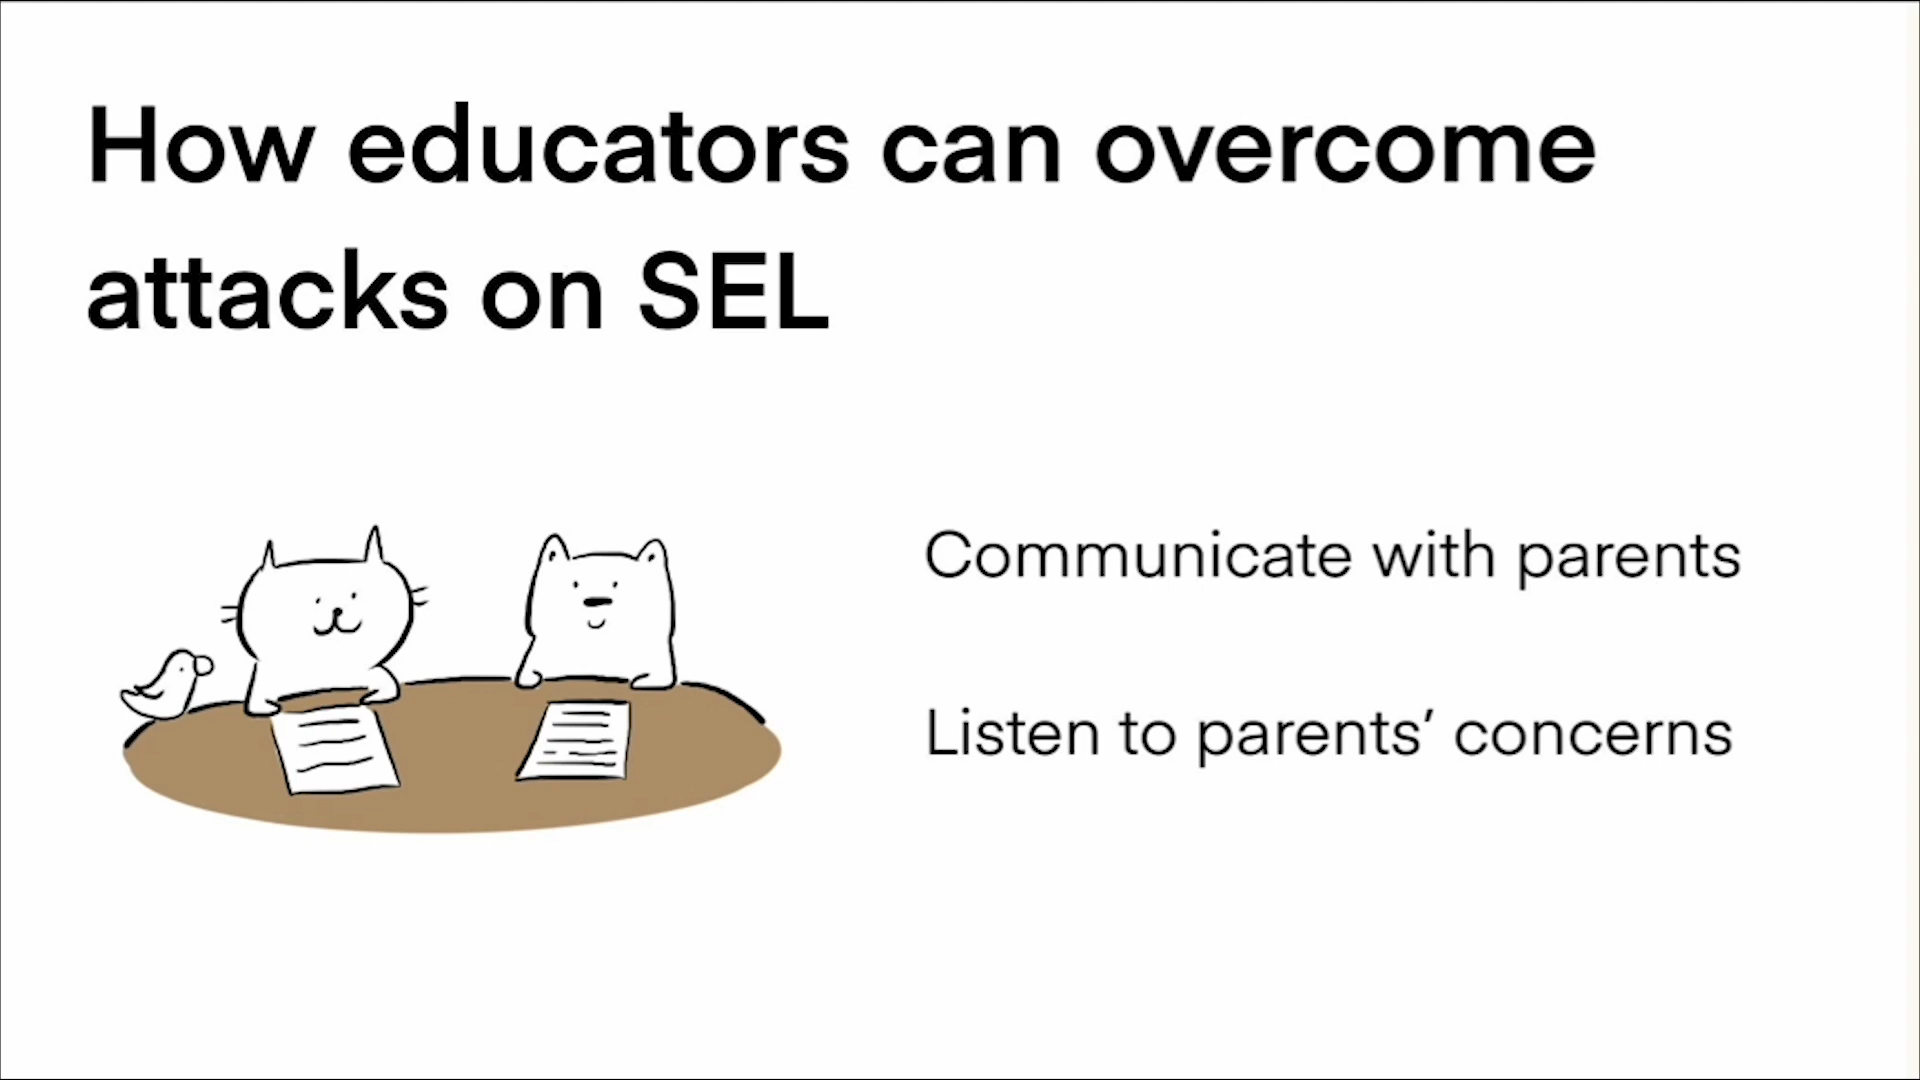 How educators can overcome
attacks on SEL
Communicate with parents
Listen to parents’ concerns